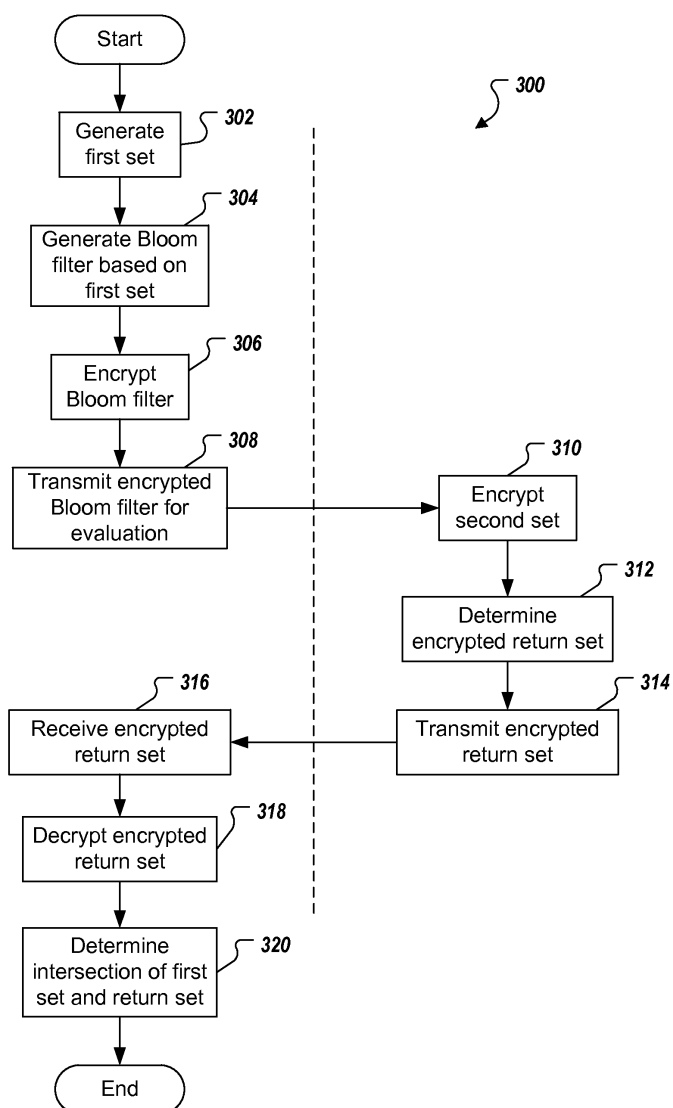 Start
300
302
Generate
first set
304
Generate Bloom
filter based on
first set
306
Encrypt
Bloom filter
308
Transmit encrypted
Bloom filter for
evaluation
310
Encrypt
second set
312
Determine
encrypted return set
314
Transmit encrypted
return set
316
Receive encrypted
return set
318
Decrypt encrypted
return set
320
Determine
intersection of first
set and return set
End